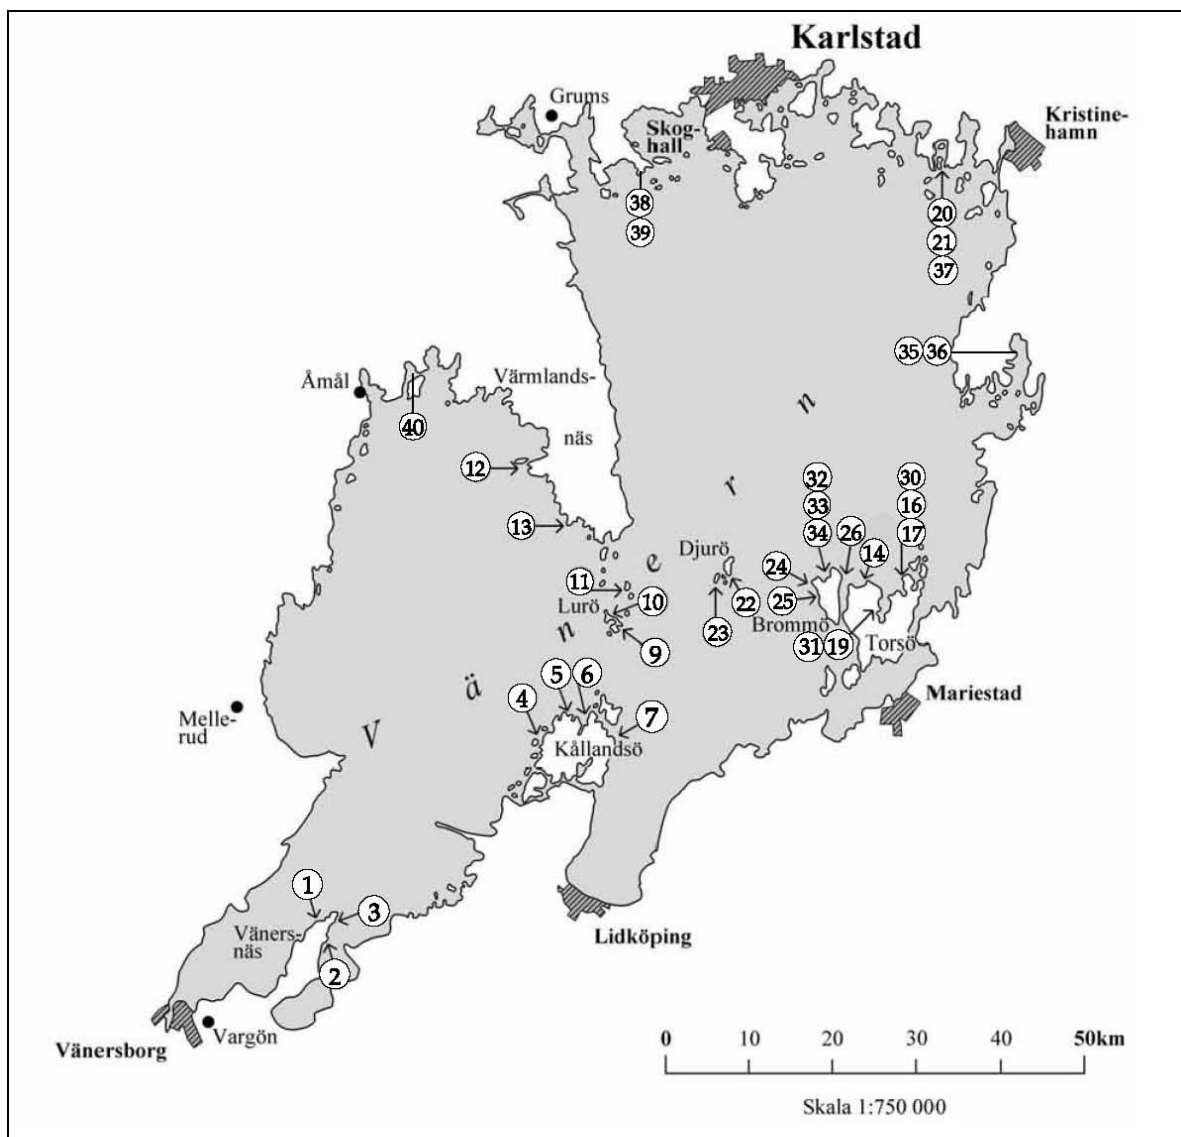 Karlstad
Grums
Kristine-
hamn
Skog-
hall
38
39
20
21
37
35 36
Åmål
Värmlands-
näs
40
12
13
n
r
e
n
ä
V
32
33
34
26
30
16
17
14
Djurö
24
25
22
23
Brommö
31 19
Torsö
11
Lurö
10
9
5 6
4
7
Kållandsö
Mariestad
Melle-
rud
1
3
2
Väners-
näs
Lidköping
Vänersborg
Vargön
0 10 20 30 40 50km
Skala 1:750 000